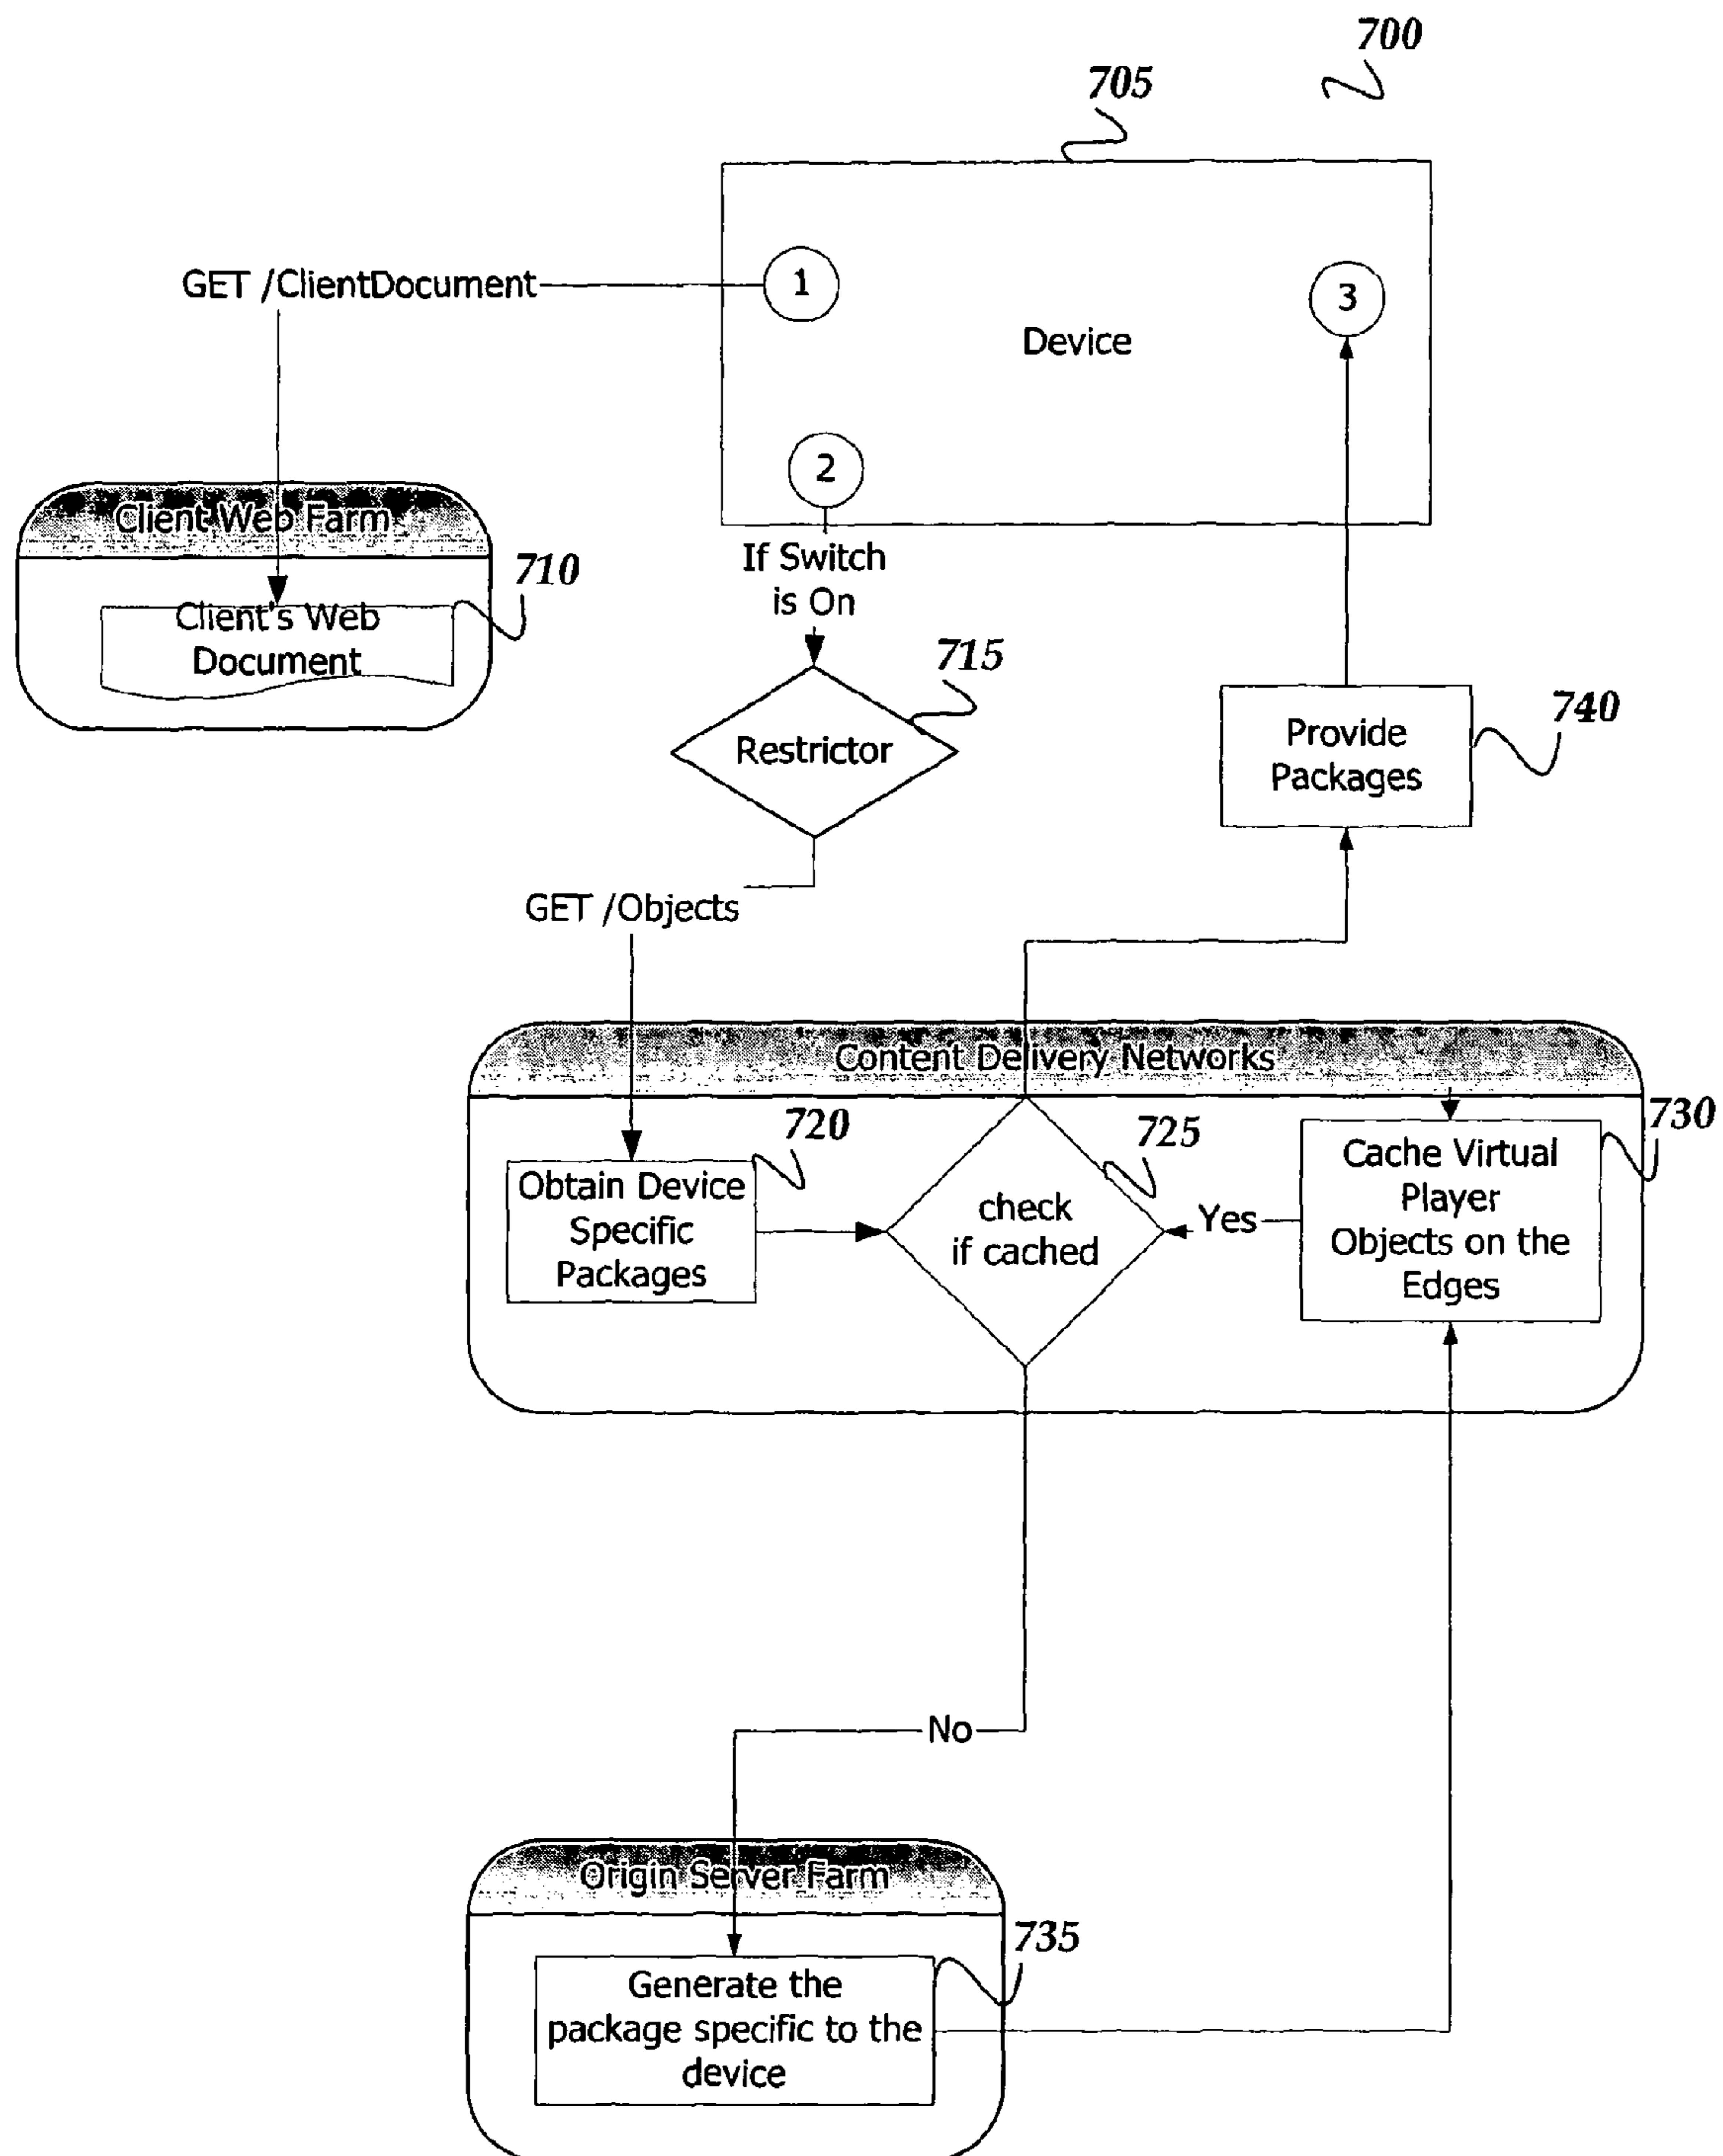 700
705
GET /ClientDocument
1
3
Device
2
Client Web Farm
710
Client's Web
Document
If Switch
is On
715
Restrictor
740
Provide
Packages
GET /Objects
Content Delivery Networks
720
725
730
Obtain Device
Specific
Packages
check
if cached
Yes
Cache Virtual
Player
Objects on the
Edges
No
Origin Server Farm
735
Generate the
package specific to the
device